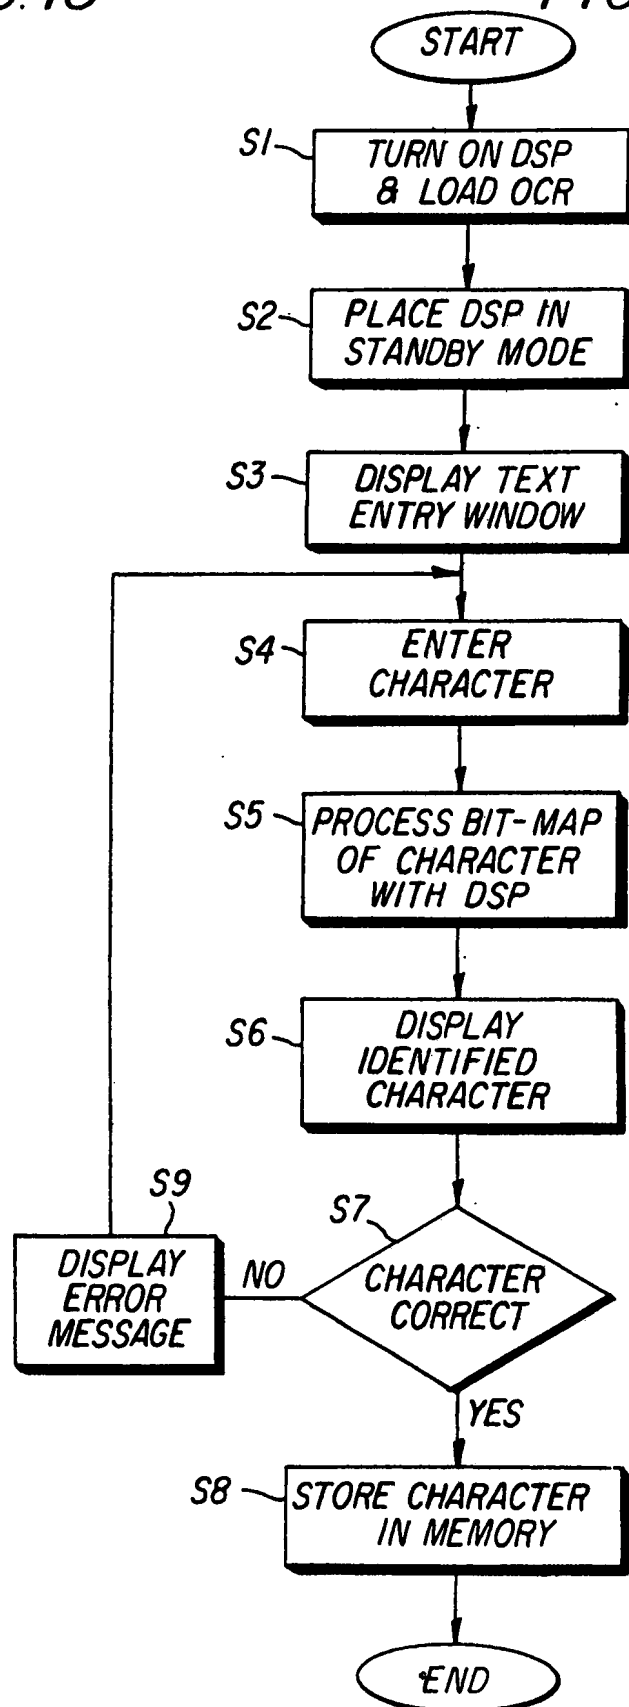 START
S1
TURN ON DSP
& LOAD OCR
S2
PLACE DSP IN
STANDBY MODE
S3
DISPLAY TEXT
ENTRY WINDOW
S4
ENTER
CHARACTER
S5
PROCESS BIT-MAP
OF CHARACTER
WITH DSP
S6
DISPLAY
IDENTIFIED
CHARACTER
S7
CHARACTER
CORRECT
NO
S9
DISPLAY
ERROR
MESSAGE
YES
S8
STORE CHARACTER
IN MEMORY
END